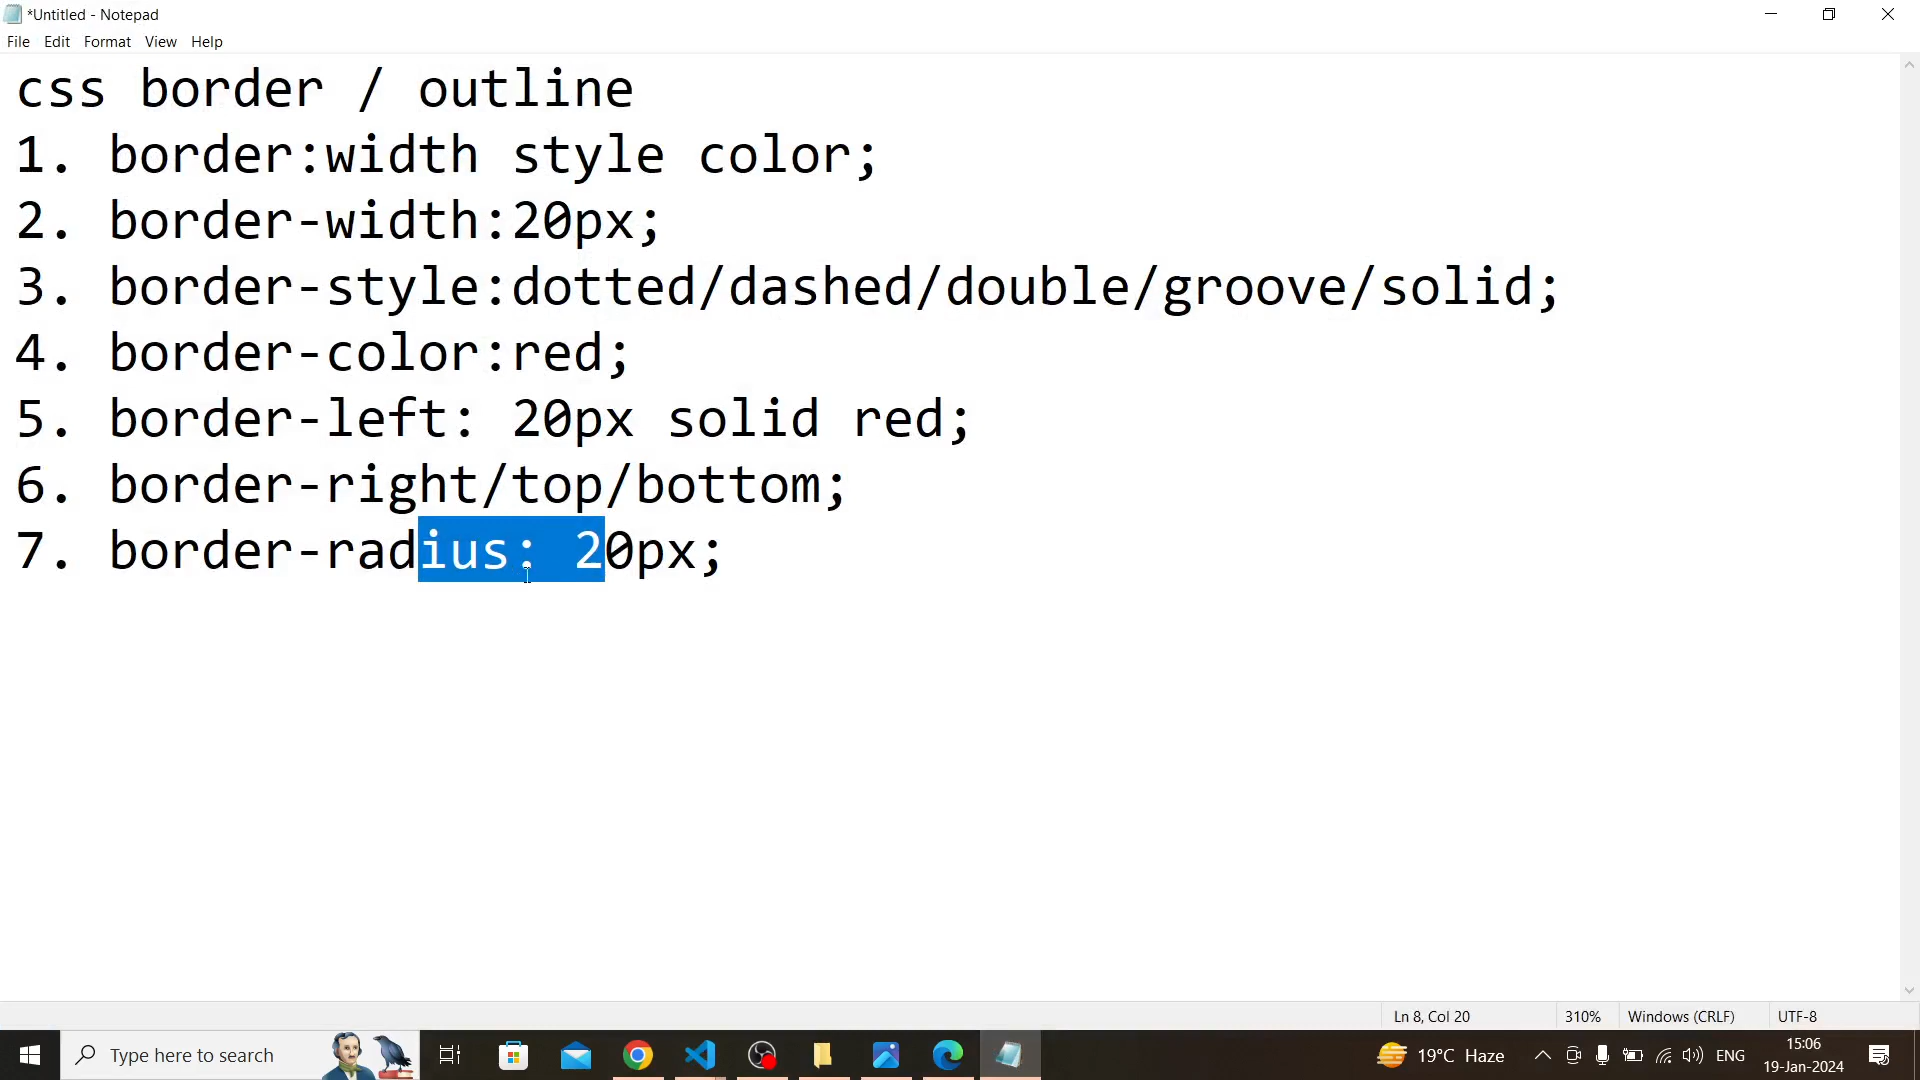 *Untitled - Notepad
File Edit Format View Help
css border / outline
1. border:width style color;
2. border-width:20px;
3. border-style:dotted/dashed/double/groove/solid;
4. border-color:red;
5. border-left: 20px solid red;
6. border-right/top/bottom;
7. border-radius: 20px;
Ln 8, Col 20 310% Windows (CRLF) UTF-8
Type here to search 19°C Haze ENG 15:06
19-Jan-2024